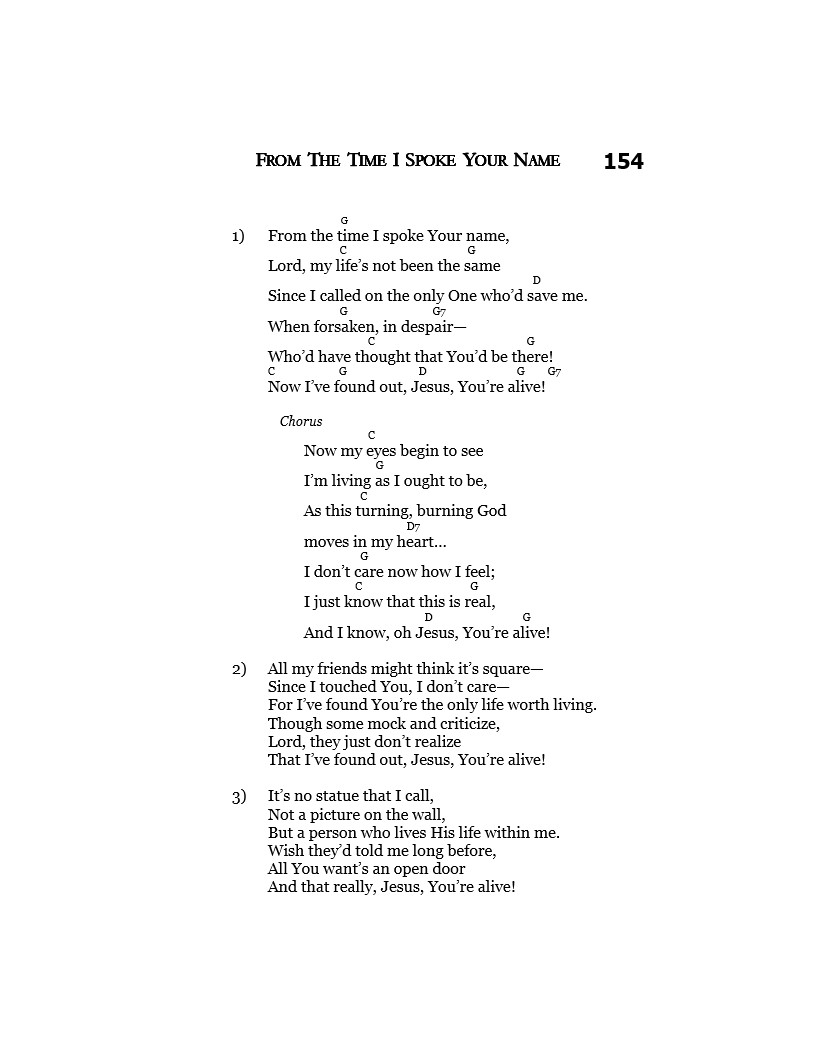 FROM THE TIME I SPOKE YOUR NAME 154
G
1) From the time I spoke Your name,
C G
Lord, my life's not been the same
D
Since I called on the only One who'd save me.
G G7
When forsaken, in despair—
C G
Who'd have thought that You'd be there!
C G D G G7
Now I've found out, Jesus, You're alive!
Chorus
C
Now my eyes begin to see
G
I'm living as I ought to be,
C
As this turning, burning God
D7
moves in my heart...
G
I don't care now how I feel;
C G
I just know that this is real,
D G
And I know, oh Jesus, You're alive!
2) All my friends might think it's square—
Since I touched You, I don't care—
For I've found You're the only life worth living.
Though some mock and criticize,
Lord, they just don't realize
That I've found out, Jesus, You're alive!
3) It's no statue that I call,
Not a picture on the wall,
But a person who lives His life within me.
Wish they'd told me long before,
All You want's an open door
And that really, Jesus, You're alive!